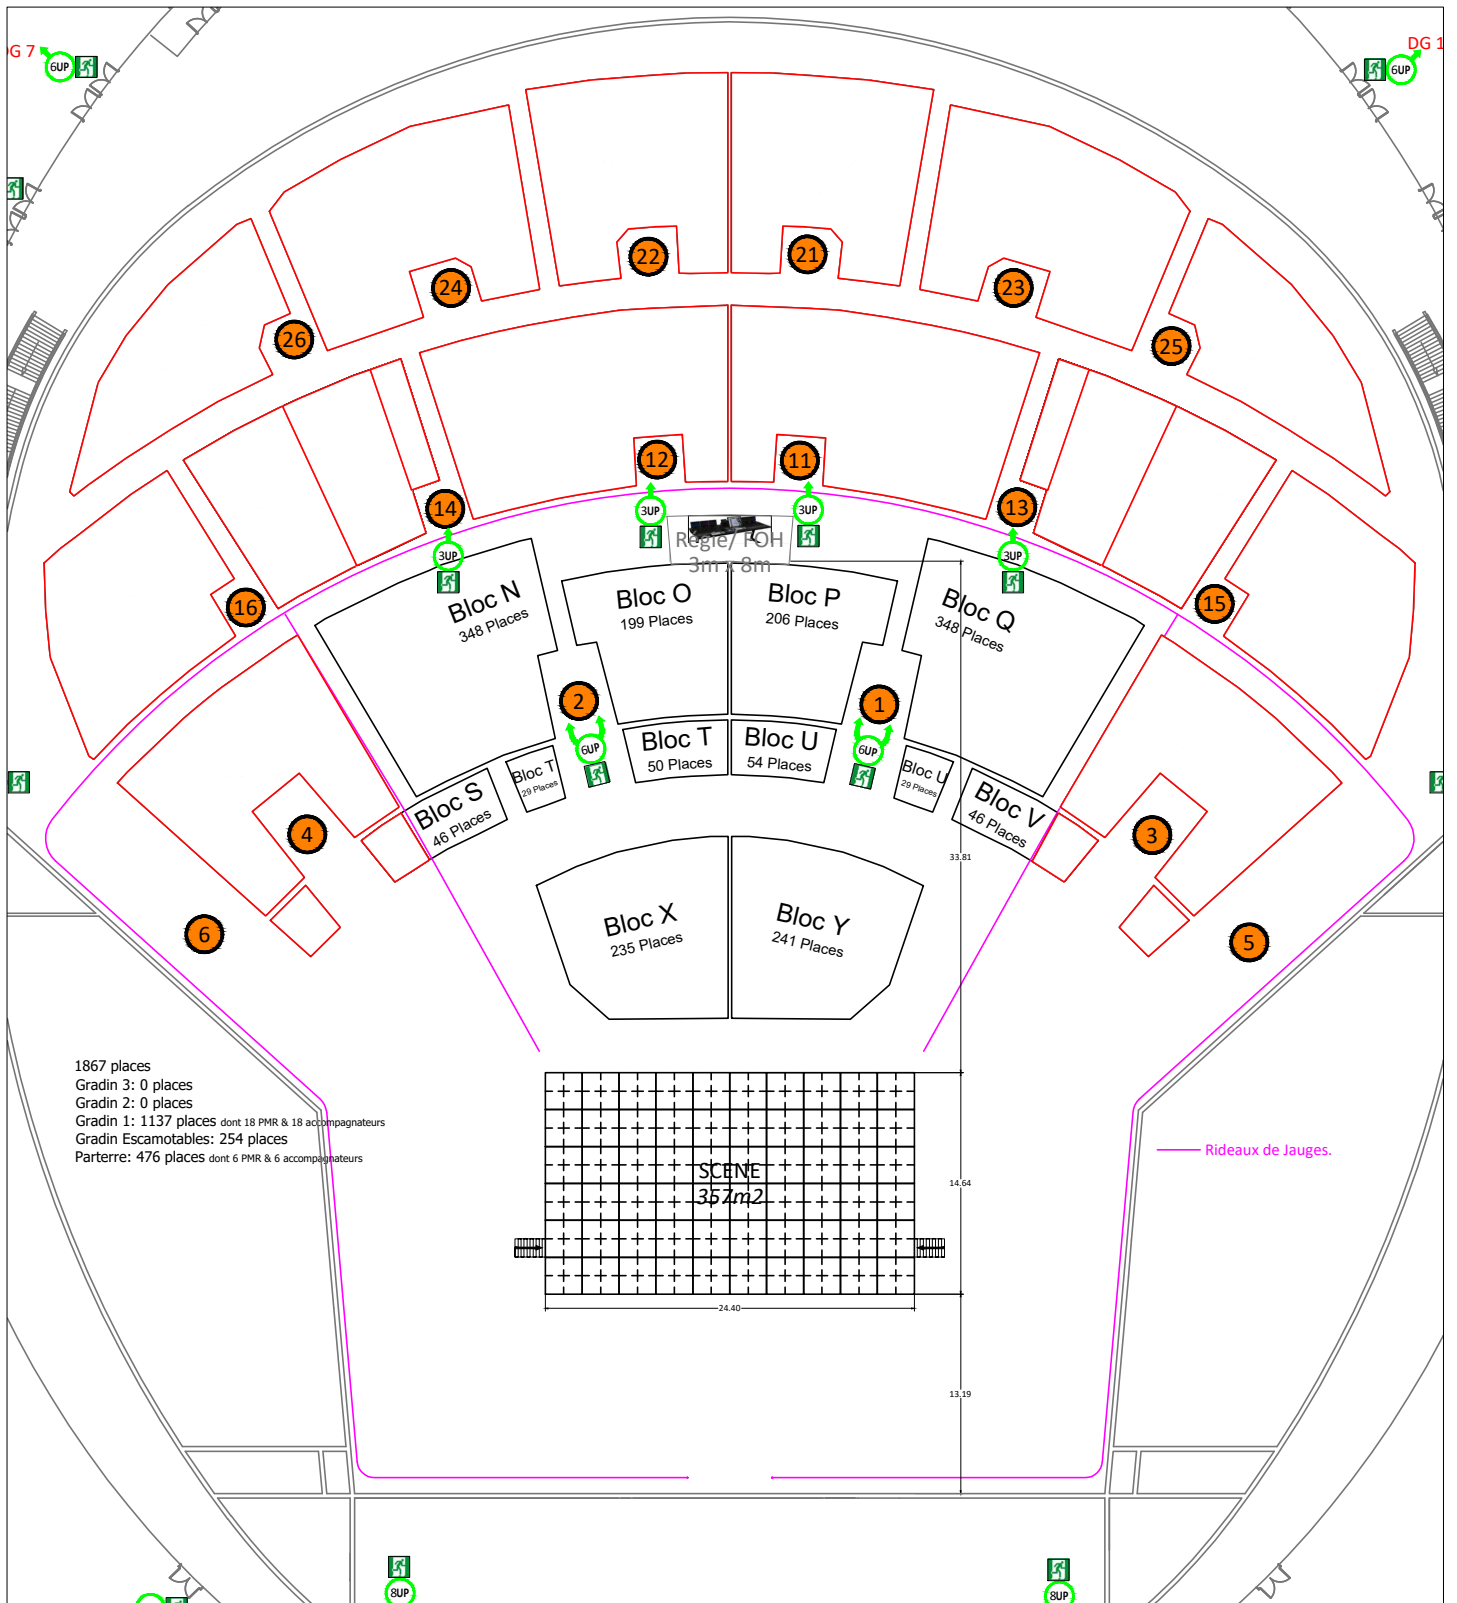 DG 7
6UP
DG 1
6UP
22
21
24
23
26
25
12
11
14
13
3UP
3UP
Régie/ FOH
3m x 8m
3UP
3UP
Bloc N
348 Places
Bloc O
199 Places
Bloc P
206 Places
Bloc Q
348 Places
16
15
2
1
6UP
6UP
Bloc T
50 Places
Bloc U
54 Places
Bloc T
29 Places
Bloc U
29 Places
Bloc S
46 Places
Bloc V
46 Places
4
3
33.81
Bloc X
235 Places
Bloc Y
241 Places
6
5
1867 places
Gradin 3: 0 places
Gradin 2: 0 places
Gradin 1: 1137 places dont 18 PMR & 18 accompagnateurs
Gradin Escamotables: 254 places
Parterre: 476 places dont 6 PMR & 6 accompagnateurs
Rideaux de Jauges.
SCENE
357m2
14.64
24.40
13.19
8UP
8UP